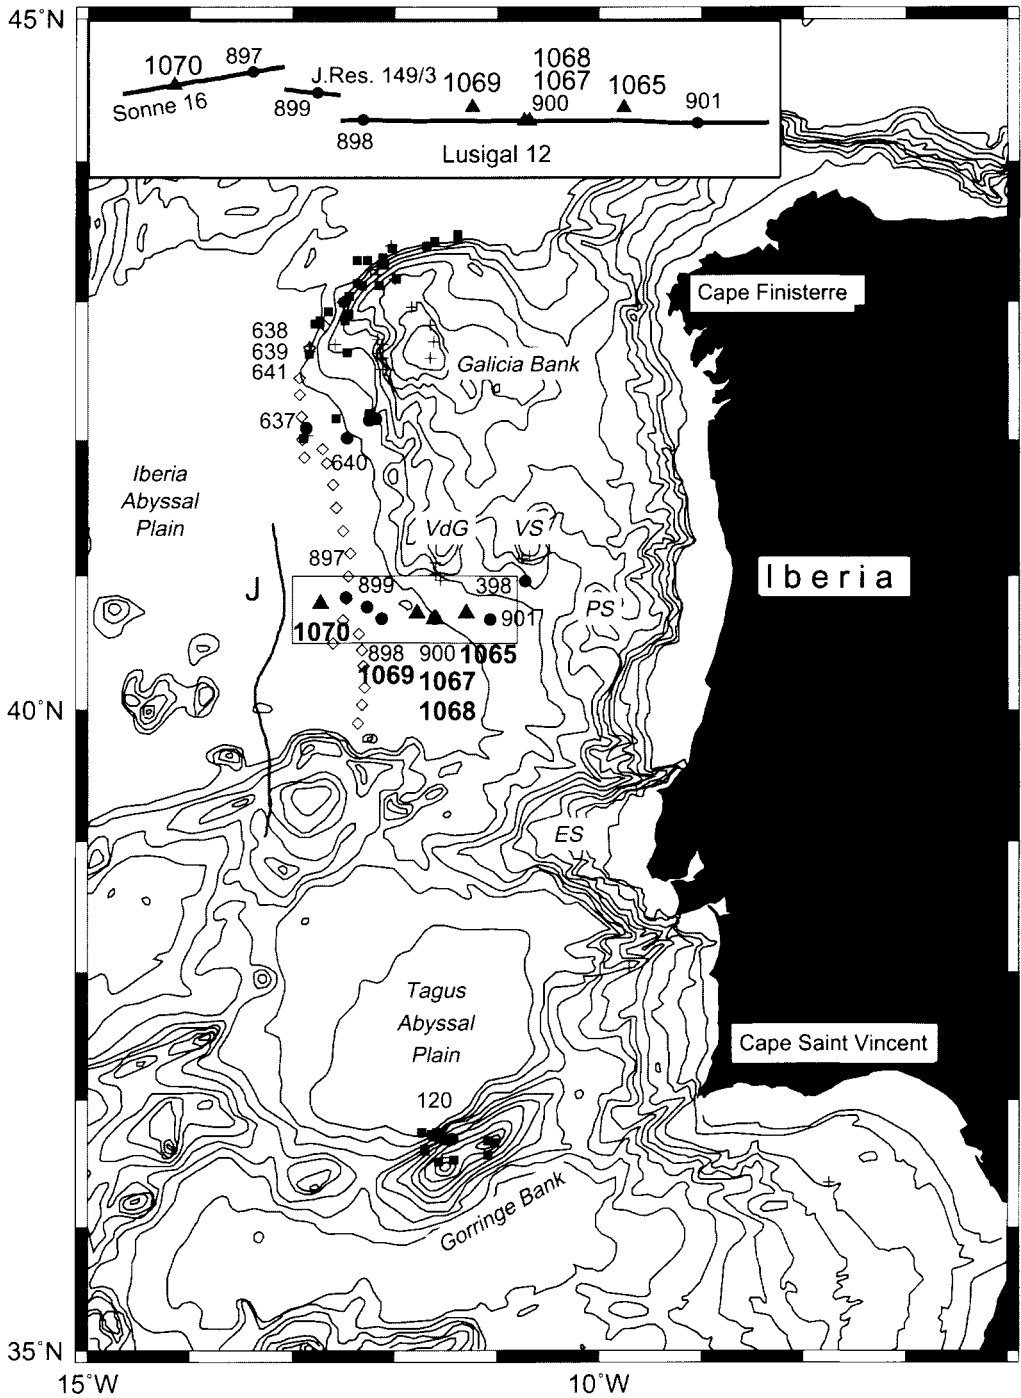 45°N
1070
897
J.Res. 149/3
1068
1067
1069
900
1065
901
Sonne 16
899
898
Lusigal 12
Cape Finisterre
638
639
641
Galicia Bank
637
640
Iberia
Abyssal
Plain
VdG
VS
897
Iberia
J
899
398
PS
901
1070
898
900
1065
1069
1067
1068
40°N
ES
Tagus
Abyssal
Plain
Cape Saint Vincent
120
Gorringe Bank
35°N
15°W
10°W